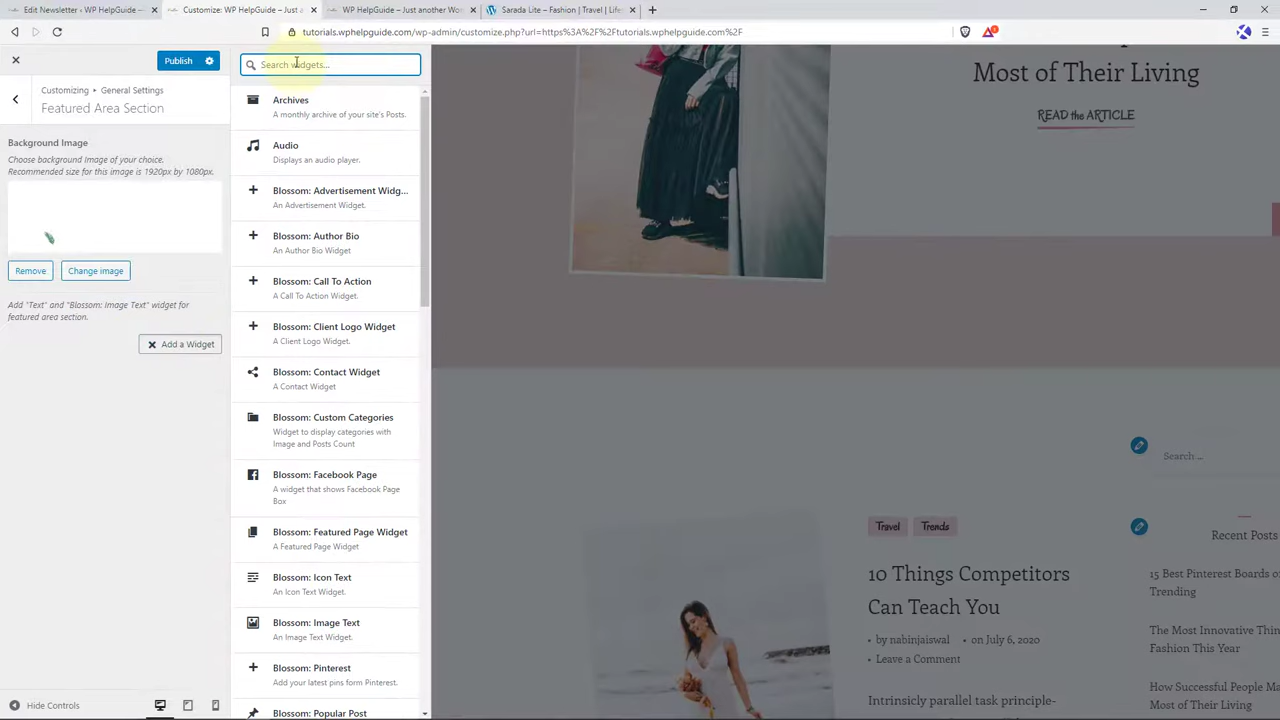 Edit Newsletter ‹ WP HelpGuide —
Customize: WP HelpGuide – Just a
WP HelpGuide – Just another Wo
Sarada Lite – Fashion | Travel | Life
tutorials.wphelpguide.com/wp-admin/customize.php?url=https%3A%2F%2Ftutorials.wphelpguide.com%2F
Publish
Customizing ▸ General Settings
Featured Area Section
Background Image
Choose background Image of your choice.
Recommended size for this image is 1920px by 1080px.
Remove
Change image
Add "Text" and "Blossom: Image Text" widget for
featured area section.
Add a Widget
Hide Controls
Search widgets...
Archives
A monthly archive of your site's Posts.
Audio
Displays an audio player.
Blossom: Advertisement Widg...
An Advertisement Widget.
Blossom: Author Bio
An Author Bio Widget
Blossom: Call To Action
A Call To Action Widget.
Blossom: Client Logo Widget
A Client Logo Widget.
Blossom: Contact Widget
A Contact Widget
Blossom: Custom Categories
Widget to display categories with
Image and Posts Count
Blossom: Facebook Page
A widget that shows Facebook Page
Box
Blossom: Featured Page Widget
A Featured Page Widget
Blossom: Icon Text
An Icon Text Widget.
Blossom: Image Text
An Image Text Widget.
Blossom: Pinterest
Add your latest pins form Pinterest.
Blossom: Popular Post
Most of Their Living
READ the ARTICLE
Search ...
Travel
Trends
10 Things Competitors
Can Teach You
• by nabinjaiswal • on July 6, 2020
• Leave a Comment
Intrinsicly parallel task principle-
Recent Posts
15 Best Pinterest Boards o
Trending
The Most Innovative Thin
Fashion This Year
How Successful People Ma
Most of Their Living